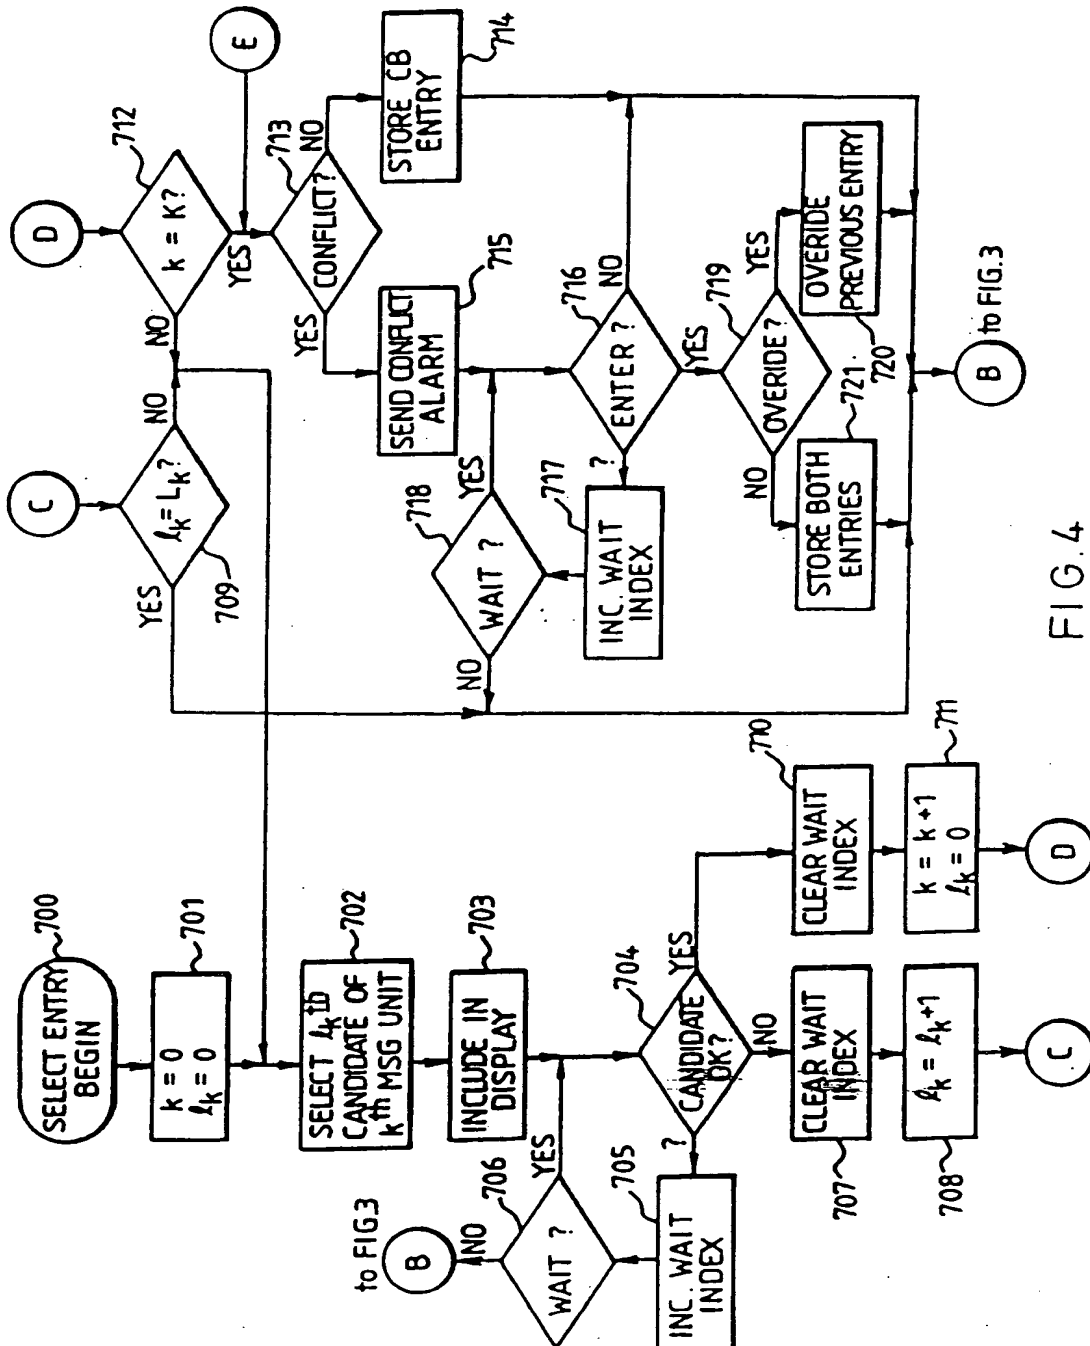 700
SELECT ENTRY
BEGIN
701
k = 0
ℓk = 0
702
SELECT ℓk th
CANDIDATE OF
kth MSG UNIT
703
INCLUDE IN
DISPLAY
704
CANDIDATE
OK?
YES
NO
?
705
INC. WAIT
INDEX
706
WAIT ?
YES
NO
B
to FIG.3
707
CLEAR WAIT
INDEX
708
ℓk = ℓk+1
C
710
CLEAR WAIT
INDEX
711
k = k+1
ℓk = 0
D
C
ℓk = Lk?
709
YES
NO
D
712
k = K?
NO
YES
E
713
CONFLICT?
YES
NO
714
STORE CB
ENTRY
715
SEND CONFLICT
ALARM
716
ENTER ?
NO
YES
?
717
INC. WAIT
INDEX
718
WAIT ?
YES
NO
719
OVERRIDE?
YES
NO
OVERRIDE
PREVIOUS ENTRY
720
721
STORE BOTH
ENTRIES
B
to FIG.3
FIG. 4